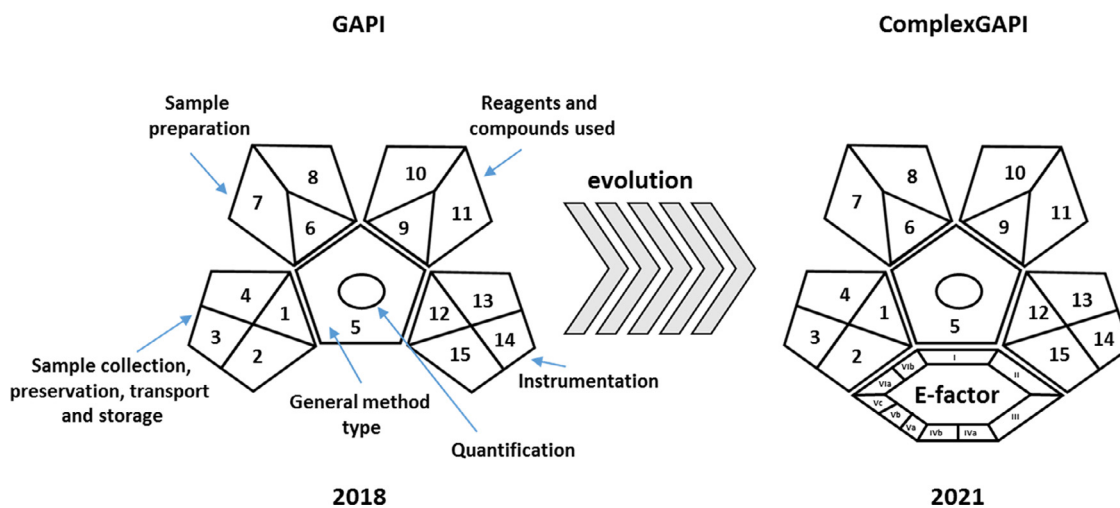 GAPI
ComplexGAPI
Sample
preparation
Reagents and
compounds used
evolution
8
7
6
10
11
9
4
1
3
2
5
12
13
14
15
Sample collection,
preservation, transport
and storage
General method
type
Quantification
Instrumentation
8
7
6
10
11
9
4
1
3
2
5
12
13
14
15
I
II
III
IVa
IVb
Va
Vb
Vc
VIa
VIb
E-factor
2018
2021